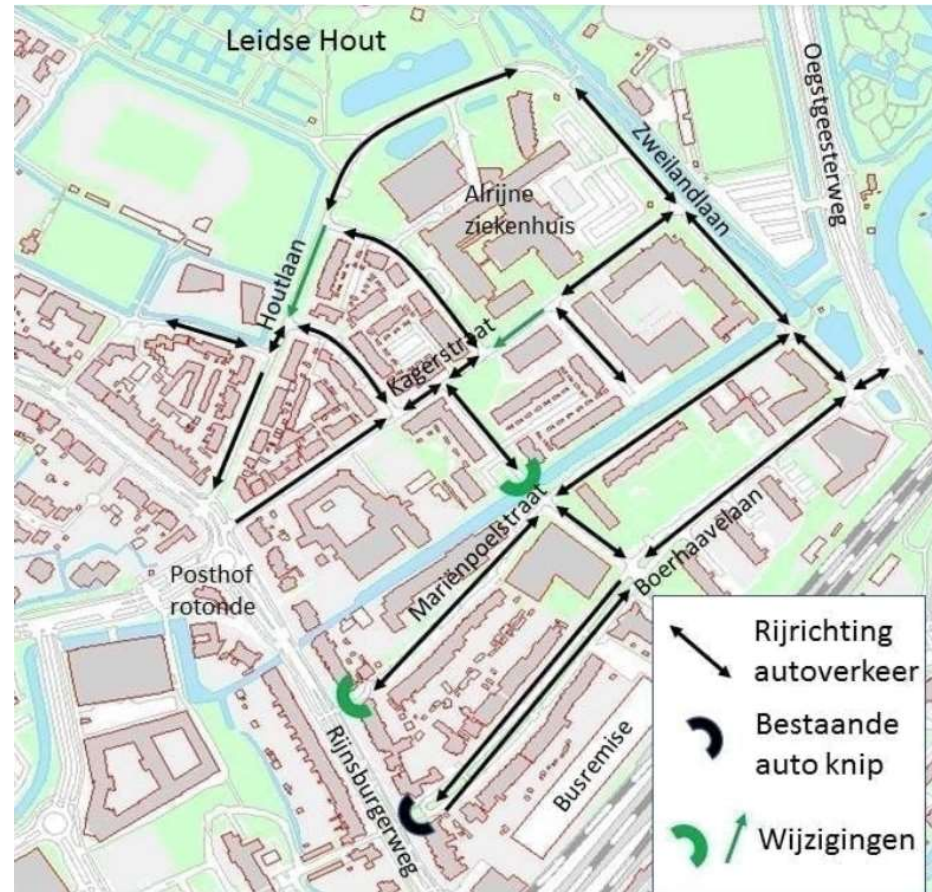 Leidse Hout
Oegstgeesterweg
Zweilandlaan
Alrijne
ziekenhuis
Houtlaan
Kagerstraat
Mariënpoelstraat
Boerhaavelaan
Posthof
rotonde
Rijnsburgerweg
Busremise
Rijrichting
autoverkeer
Bestaande
auto knip
Wijzigingen